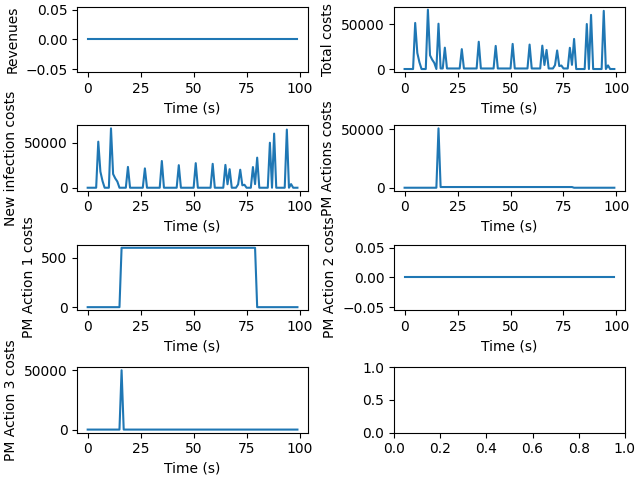 Revenues
0.05
0.00
−0.05
0 25 50 75 100
Time (s)
Total costs
50000
0
0 25 50 75 100
Time (s)
New infection costs
50000
0
0 25 50 75 100
Time (s)
PM Actions costs
50000
0
0 25 50 75 100
Time (s)
PM Action 1 costs
500
0
0 25 50 75 100
Time (s)
PM Action 2 costs
0.05
0.00
−0.05
0 25 50 75 100
Time (s)
PM Action 3 costs
50000
0
0 25 50 75 100
Time (s)
1.0
0.5
0.0
0.0 0.2 0.4 0.6 0.8 1.0